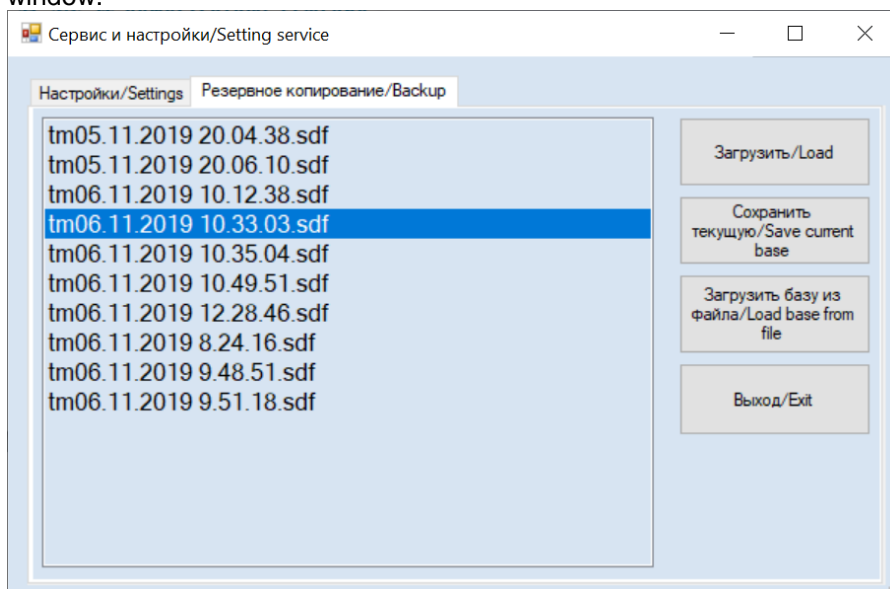 window.
Сервис и настройки/Setting service
Настройки/Settings Резервное копирование/Backup
tm05.11.2019 20.04.38.sdf
tm05.11.2019 20.06.10.sdf
tm06.11.2019 10.12.38.sdf
tm06.11.2019 10.33.03.sdf
tm06.11.2019 10.35.04.sdf
tm06.11.2019 10.49.51.sdf
tm06.11.2019 12.28.46.sdf
tm06.11.2019 8.24.16.sdf
tm06.11.2019 9.48.51.sdf
tm06.11.2019 9.51.18.sdf
Загрузить/Load
Сохранить
текущую/Save current
base
Загрузить базу из
файла/Load base from
file
Выход/Exit